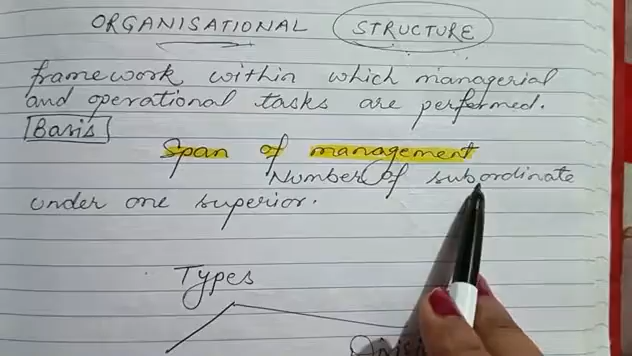 ORGANISATIONAL STRUCTURE
framework within which managerial
and operational tasks are performed.
Basis
Span of management
Number of subordinate
under one superior.
Types